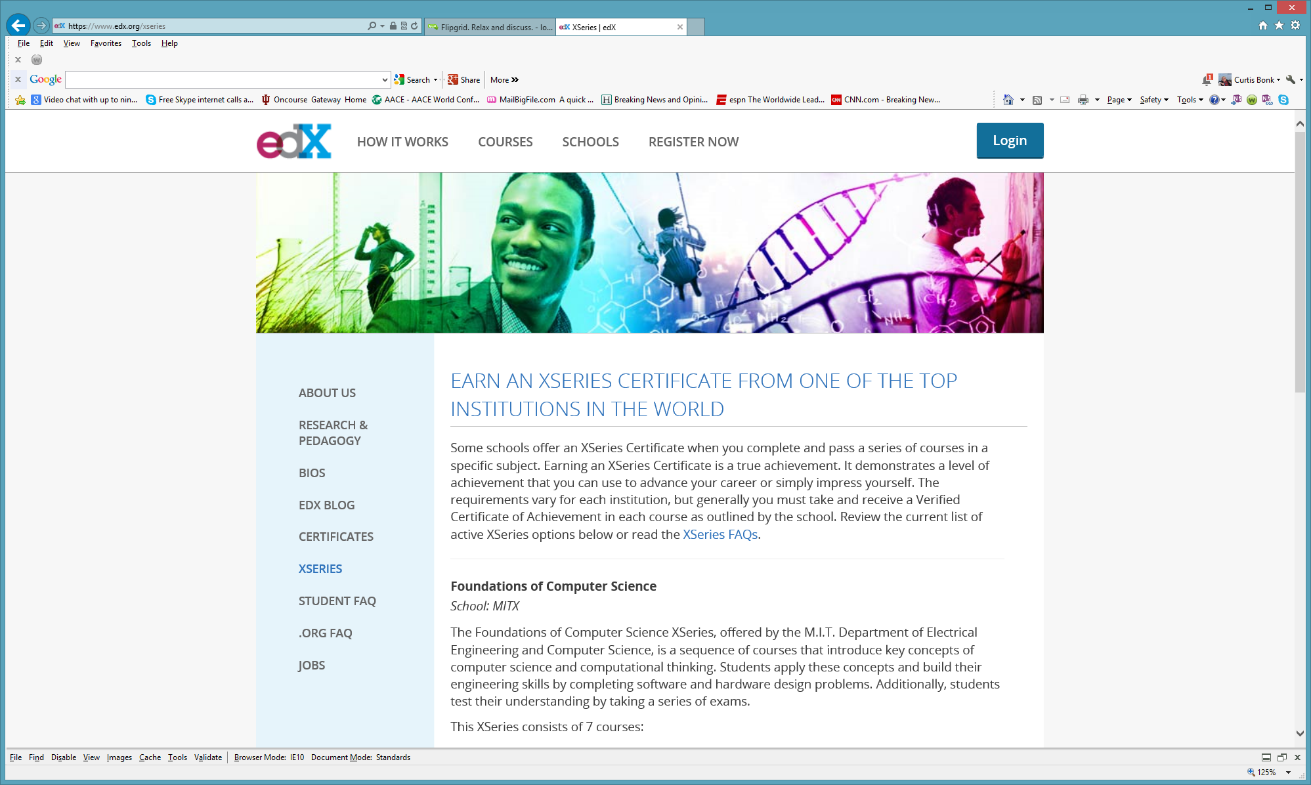 https://www.edx.org/xseries
Flipgrid. Relax and discuss. - lo...
XSeries | edX
File Edit View Favorites Tools Help
Google Search Share More »
Curtis Bonk
Video chat with up to nin... Free Skype internet calls a... Oncourse Gateway Home AACE - AACE World Conf... MailBigFile.com A quick ... Breaking News and Opini... espn The Worldwide Lead... CNN.com - Breaking New...
Page Safety Tools
edX HOW IT WORKS COURSES SCHOOLS REGISTER NOW Login
ABOUT US
RESEARCH &
PEDAGOGY
BIOS
EDX BLOG
CERTIFICATES
XSERIES
STUDENT FAQ
.ORG FAQ
JOBS
EARN AN XSERIES CERTIFICATE FROM ONE OF THE TOP
INSTITUTIONS IN THE WORLD
Some schools offer an XSeries Certificate when you complete and pass a series of courses in a
specific subject. Earning an XSeries Certificate is a true achievement. It demonstrates a level of
achievement that you can use to advance your career or simply impress yourself. The
requirements vary for each institution, but generally you must take and receive a Verified
Certificate of Achievement in each course as outlined by the school. Review the current list of
active XSeries options below or read the XSeries FAQs.
Foundations of Computer Science
School: MITX
The Foundations of Computer Science XSeries, offered by the M.I.T. Department of Electrical
Engineering and Computer Science, is a sequence of courses that introduce key concepts of
computer science and computational thinking. Students apply these concepts and build their
engineering skills by completing software and hardware design problems. Additionally, students
test their understanding by taking a series of exams.
This XSeries consists of 7 courses:
File Find Disable View Images Cache Tools Validate Browser Mode: IE10 Document Mode: Standards
125%